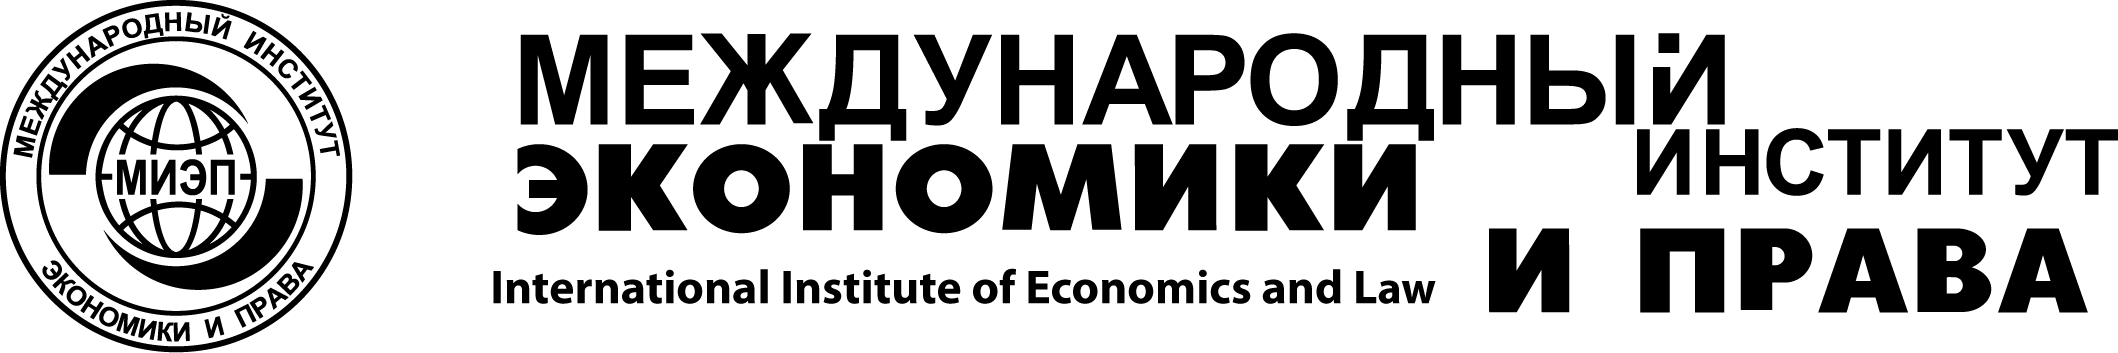 МЕЖДУНАРОДНЫЙ ИНСТИТУТ
МИЭП
ЭКОНОМИКИ И ПРАВА
МЕЖДУНАРОДНЫЙ
ИНСТИТУТ
ЭКОНОМИКИ
И ПРАВА
International Institute of Economics and Law